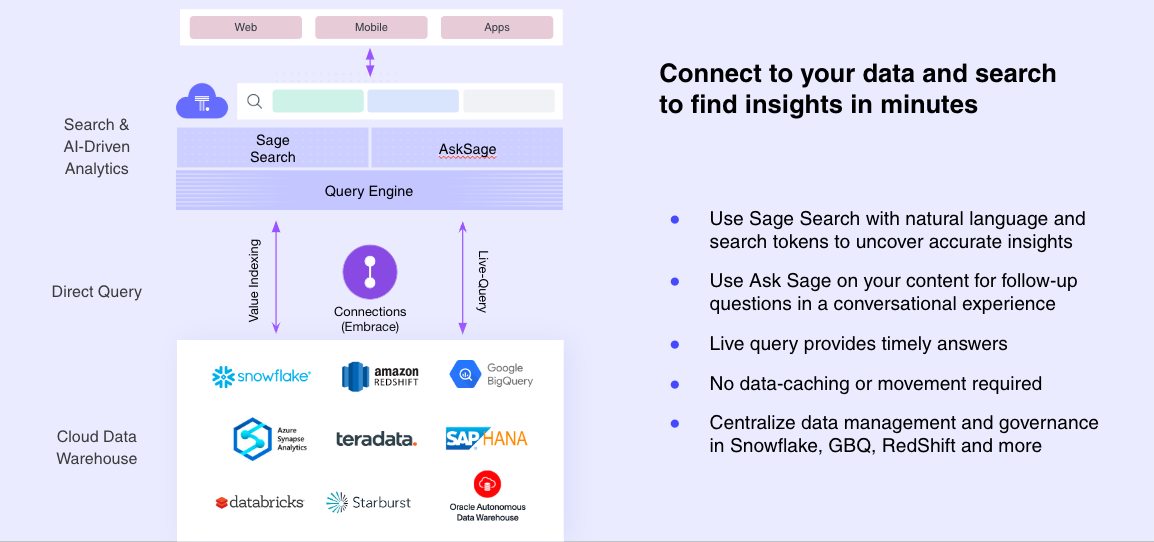 Web
Mobile
Apps
Search &
AI-Driven
Analytics
Sage
Search
AskSage
Query Engine
Direct Query
Value Indexing
Connections
(Embrace)
Live-Query
Cloud Data
Warehouse
snowflake
amazon
REDSHIFT
Google
BigQuery
Azure
Synapse
Analytics
teradata.
SAP HANA
databricks
Starburst
Oracle Autonomous
Data Warehouse
Connect to your data and search
to find insights in minutes
Use Sage Search with natural language and
search tokens to uncover accurate insights
Use Ask Sage on your content for follow-up
questions in a conversational experience
Live query provides timely answers
No data-caching or movement required
Centralize data management and governance
in Snowflake, GBQ, RedShift and more